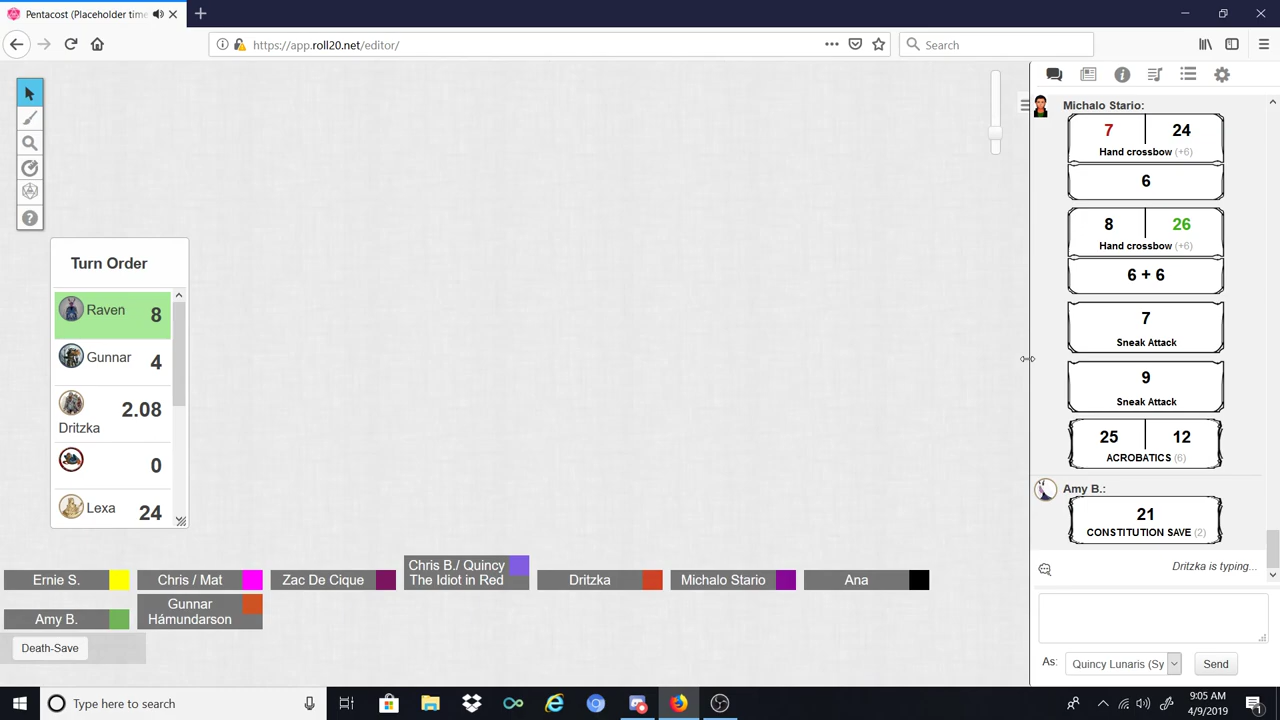 Pentacost (Placeholder time
https://app.roll20.net/editor/
Search
Michalo Stario:
7 24
Hand crossbow (+6)
6
8 26
Hand crossbow (+6)
6 + 6
7
Sneak Attack
9
Sneak Attack
25 12
ACROBATICS (6)
Amy B.:
21
CONSTITUTION SAVE (2)
Dritzka is typing...
As:
Quincy Lunaris (Sy
Send
Turn Order
Raven 8
Gunnar 4
Dritzka 2.08
0
Lexa 24
Ernie S.
Chris / Mat
Zac De Cique
Chris B./ Quincy
The Idiot in Red
Dritzka
Michalo Stario
Ana
Amy B.
Gunnar
Hámundarson
Death-Save
Type here to search
9:05 AM
4/9/2019
1